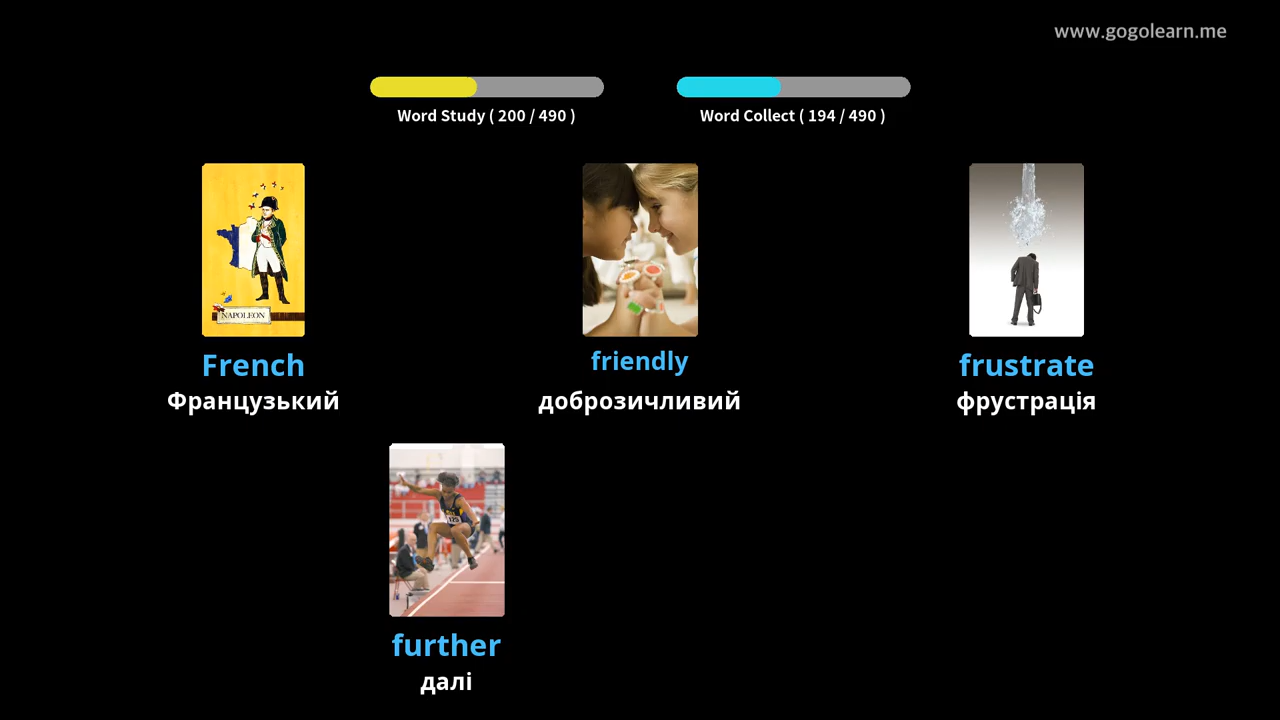 www.gogolearn.me
Word Study ( 200 / 490 )
Word Collect ( 194 / 490 )
NAPOLEON
French
Французький
friendly
доброзичливий
frustrate
фрустрація
further
далі